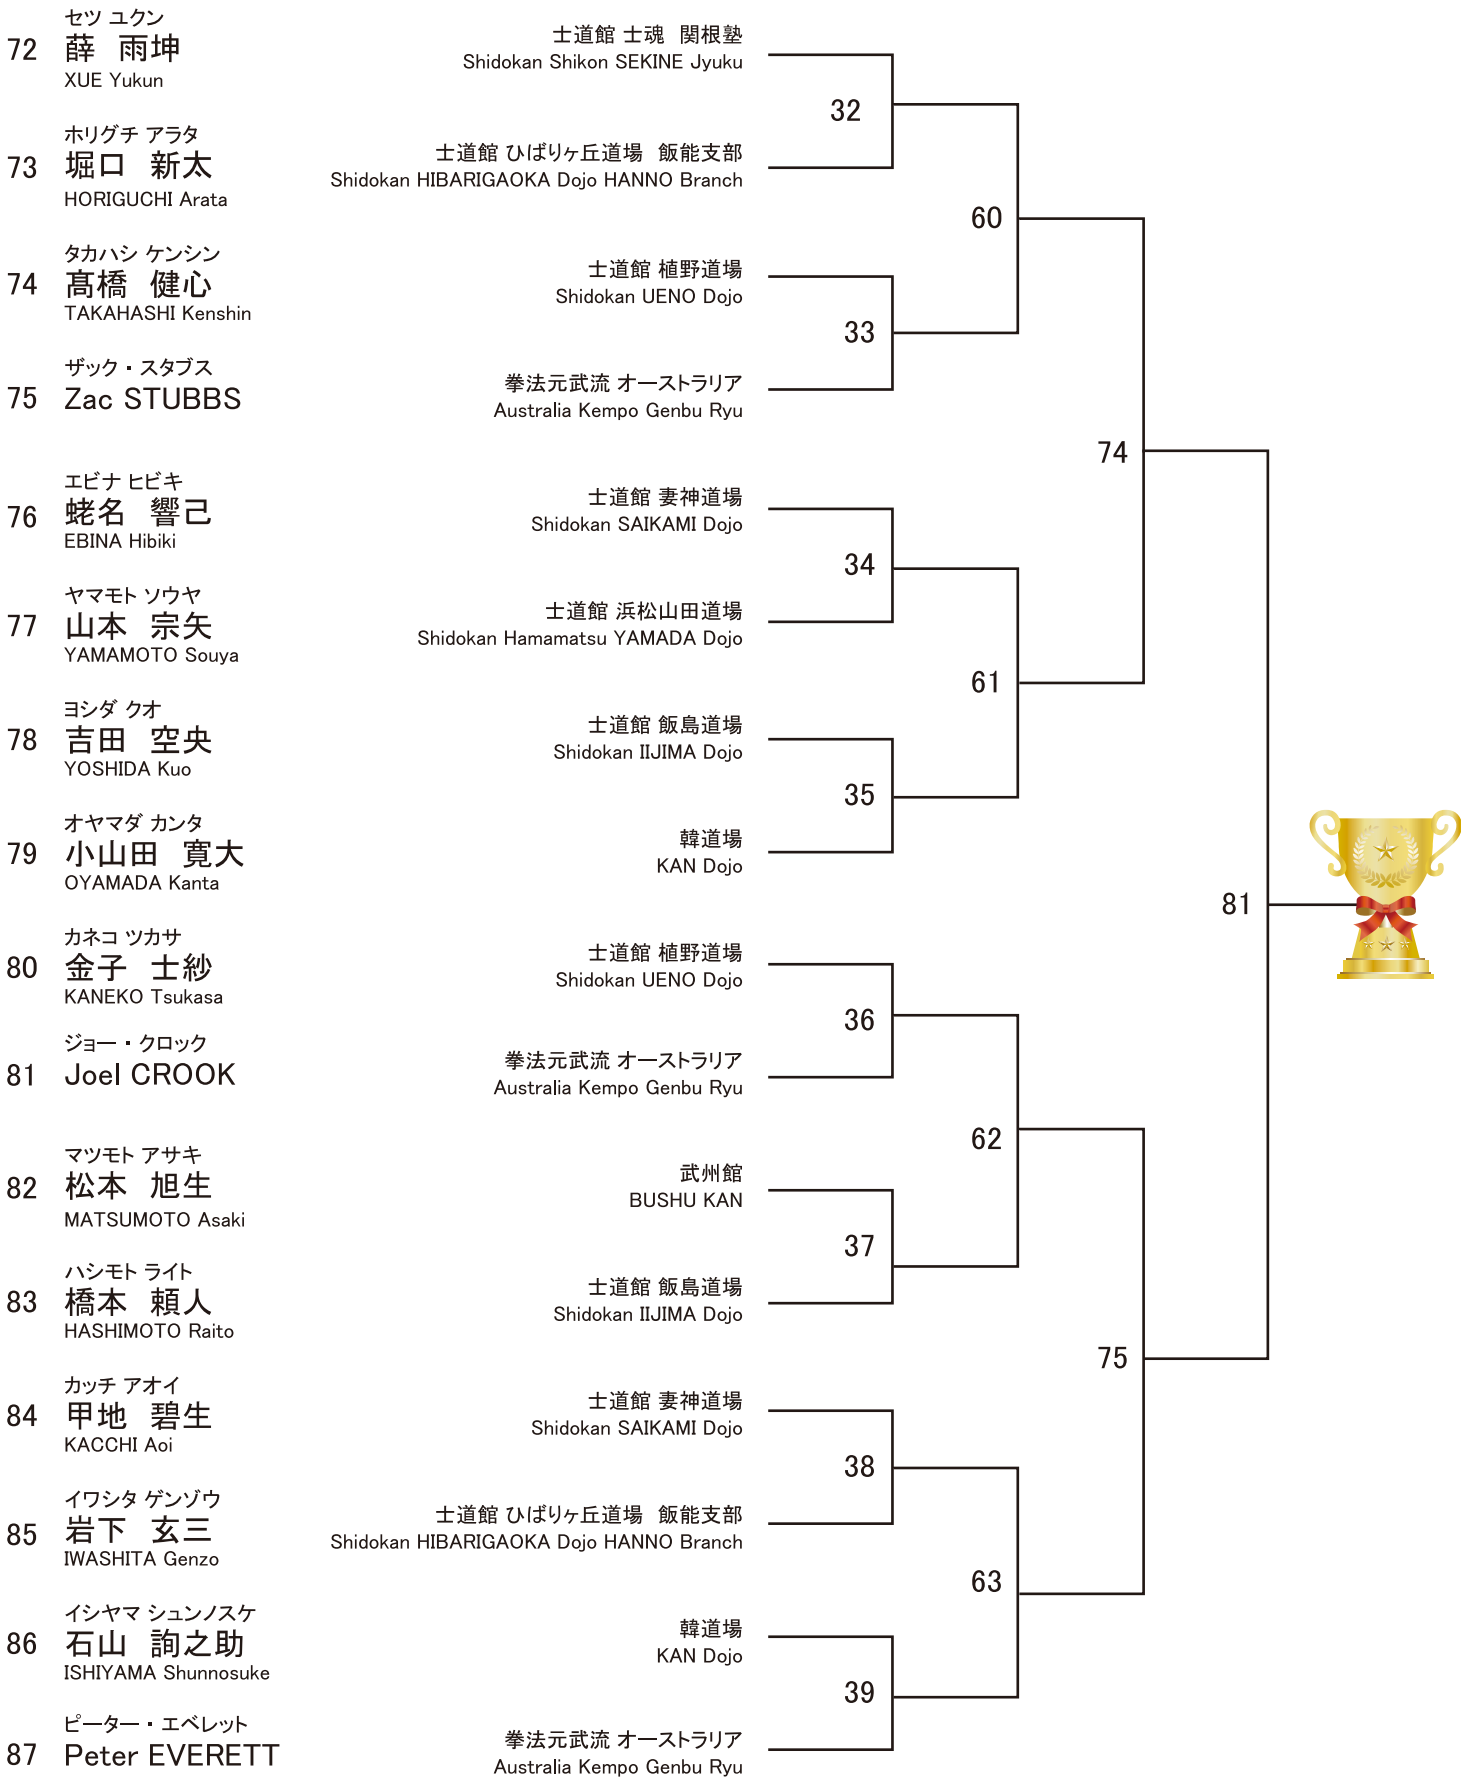 セツ ユクン
72 薛 雨坤
XUE Yukun
士道館 士魂 関根塾
Shidokan Shikon SEKINE Jyuku
32
ホリグチ アラタ
73 堀口 新太
HORIGUCHI Arata
士道館 ひばりヶ丘道場 飯能支部
Shidokan HIBARIGAOKA Dojo HANNO Branch
60
タカハシ ケンシン
74 髙橋 健心
TAKAHASHI Kenshin
士道館 植野道場
Shidokan UENO Dojo
33
ザック・スタブス
75 Zac STUBBS
拳法元武流 オーストラリア
Australia Kempo Genbu Ryu
74
エビナ ヒビキ
76 蛯名 響己
EBINA Hibiki
士道館 妻神道場
Shidokan SAIKAMI Dojo
34
ヤマモト ソウヤ
77 山本 宗矢
YAMAMOTO Souya
士道館 浜松山田道場
Shidokan Hamamatsu YAMADA Dojo
61
ヨシダ クオ
78 吉田 空央
YOSHIDA Kuo
士道館 飯島道場
Shidokan IIJIMA Dojo
35
オヤマダ カンタ
79 小山田 寛大
OYAMADA Kanta
韓道場
KAN Dojo
81
カネコ ツカサ
80 金子 士紗
KANEKO Tsukasa
士道館 植野道場
Shidokan UENO Dojo
36
ジョー・クロック
81 Joel CROOK
拳法元武流 オーストラリア
Australia Kempo Genbu Ryu
62
マツモト アサキ
82 松本 旭生
MATSUMOTO Asaki
武州館
BUSHU KAN
37
ハシモト ライト
83 橋本 頼人
HASHIMOTO Raito
士道館 飯島道場
Shidokan IIJIMA Dojo
75
カッチ アオイ
84 甲地 碧生
KACCHI Aoi
士道館 妻神道場
Shidokan SAIKAMI Dojo
38
イワシタ ゲンゾウ
85 岩下 玄三
IWASHITA Genzo
士道館 ひばりヶ丘道場 飯能支部
Shidokan HIBARIGAOKA Dojo HANNO Branch
63
イシヤマ シュンノスケ
86 石山 詢之助
ISHIYAMA Shunnosuke
韓道場
KAN Dojo
39
ピーター・エベレット
87 Peter EVERETT
拳法元武流 オーストラリア
Australia Kempo Genbu Ryu